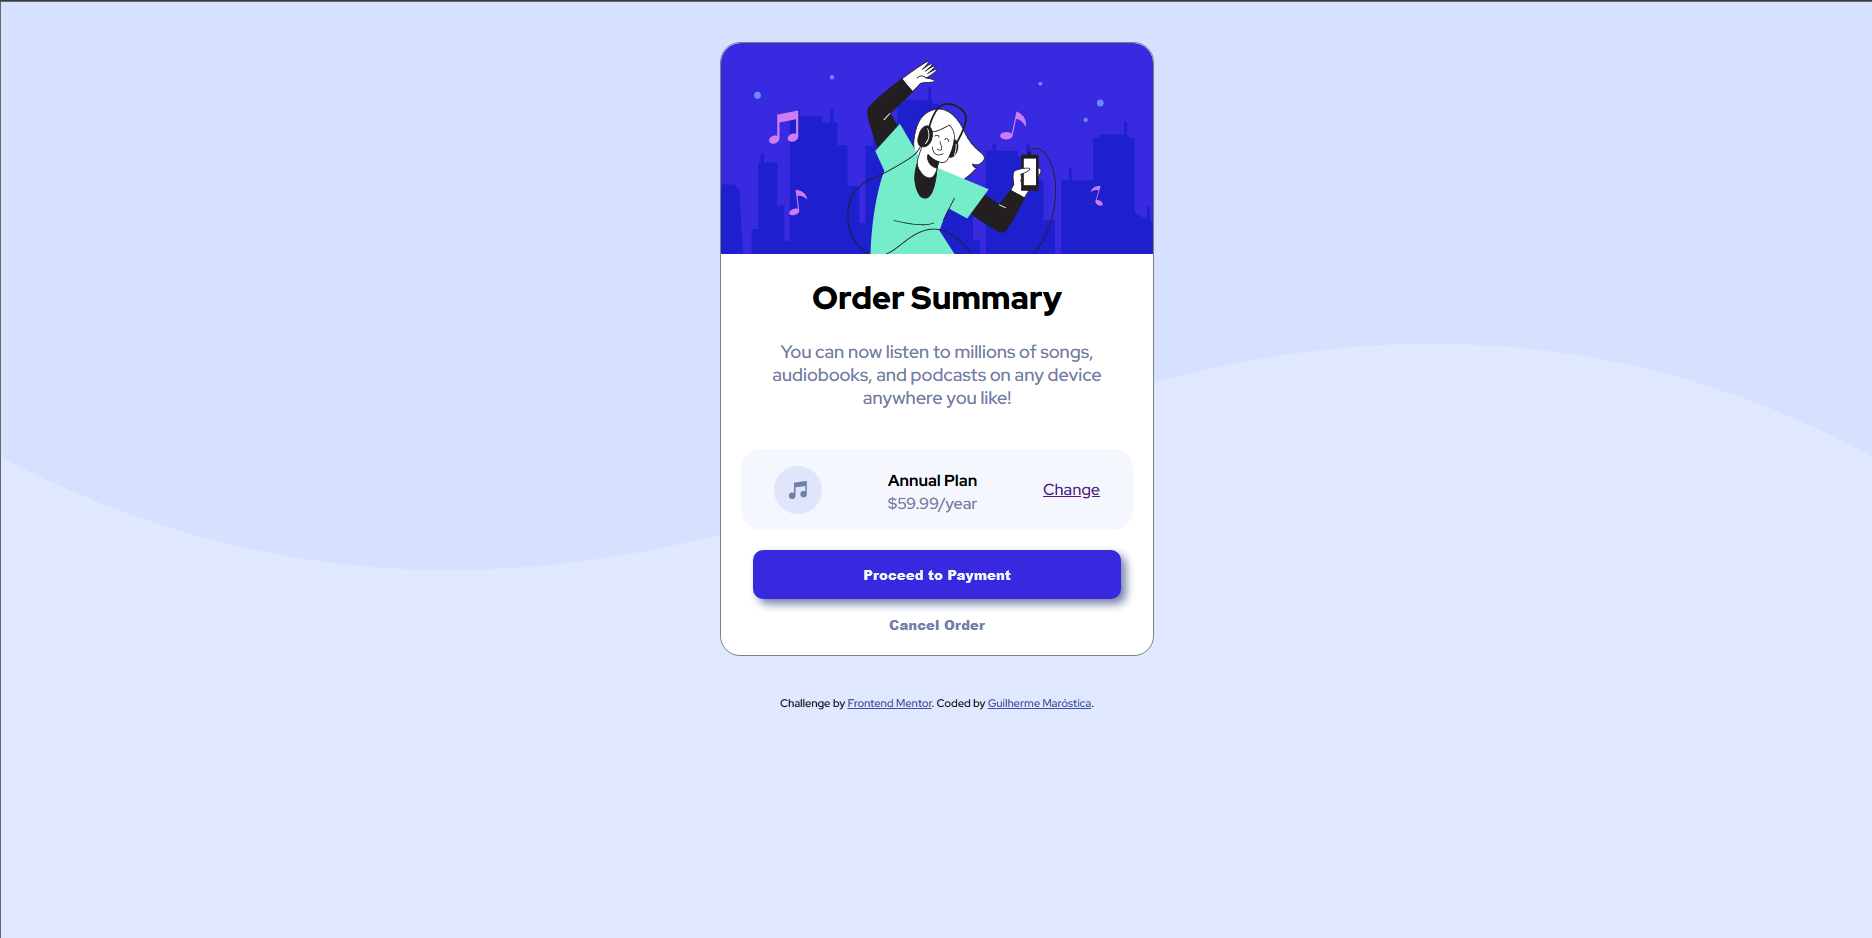 Order Summary
You can now listen to millions of songs,
audiobooks, and podcasts on any device
anywhere you like!
Annual Plan
$59.99/year
Change
Proceed to Payment
Cancel Order
Challenge by Frontend Mentor. Coded by Guilherme Maróstica.